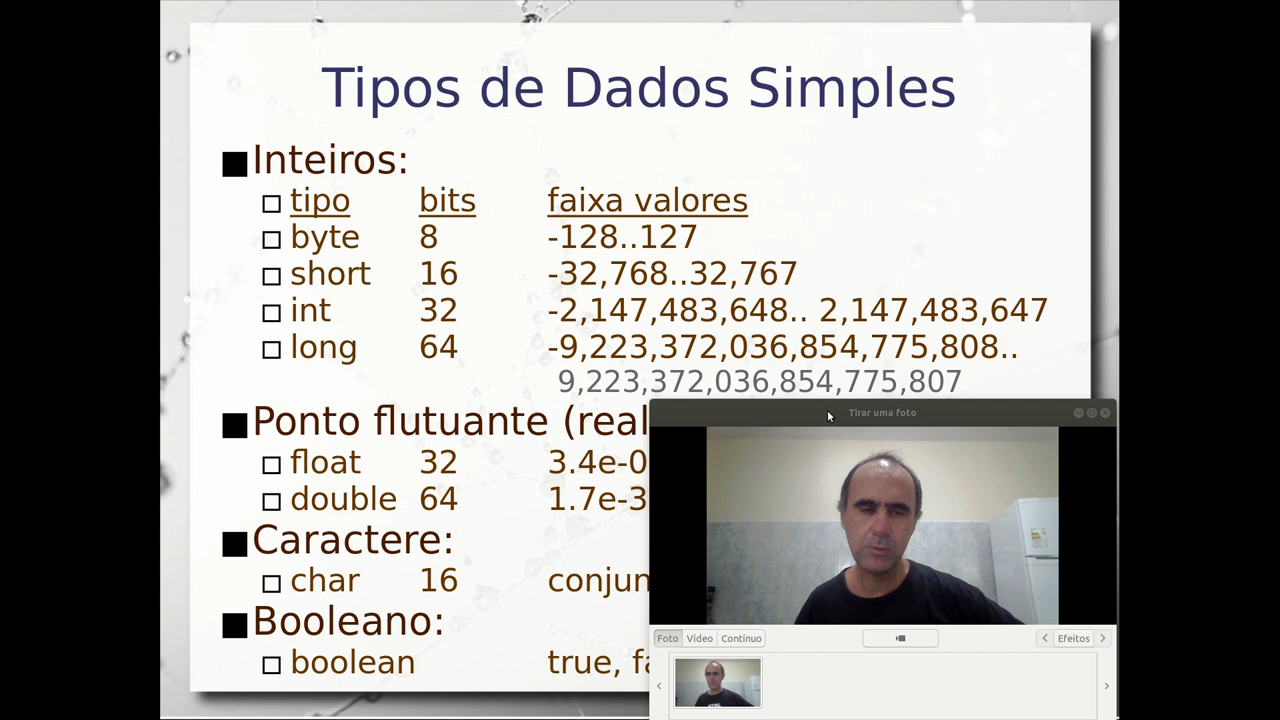 Tipos de Dados Simples
Inteiros:
tipo bits faixa valores
byte 8 -128..127
short 16 -32,768..32,767
int 32 -2,147,483,648.. 2,147,483,647
long 64 -9,223,372,036,854,775,808..
9,223,372,036,854,775,807
Ponto flutuante (real
float 32 3.4e-0
double 64 1.7e-3
Caractere:
char 16 conjun
Booleano:
boolean true, fa
Tirar uma foto
Foto Vídeo Contínuo Efeitos